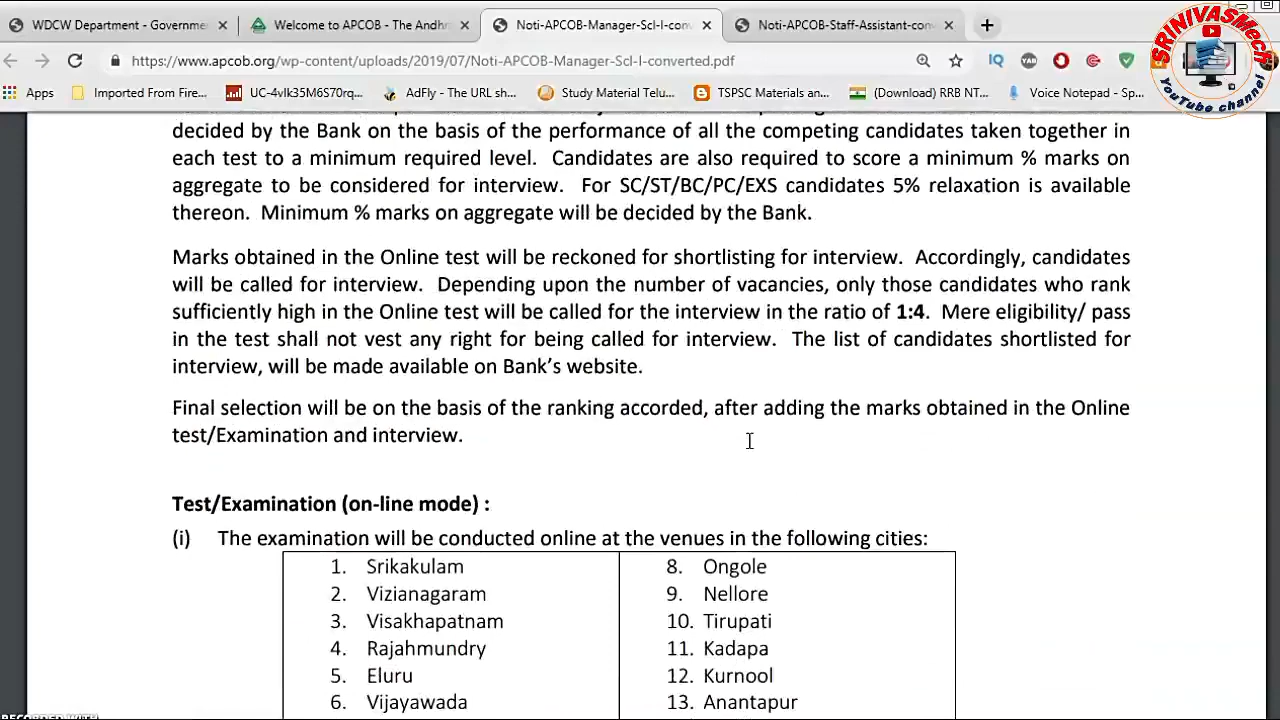 WDCW Department - Governme
Welcome to APCOB - The Andhr
Noti-APCOB-Manager-Scl-I-conv
Noti-APCOB-Staff-Assistant-con
https://www.apcob.org/wp-content/uploads/2019/07/Noti-APCOB-Manager-Scl-I-converted.pdf
Apps
Imported From Fire...
UC-4vlk35M6S70rq...
AdFly - The URL sh...
Study Material Telu...
TSPSC Materials an...
(Download) RRB NT...
Voice Notepad - Sp...
SRINIVASMech
YouTube channel
decided by the Bank on the basis of the performance of all the competing candidates taken together in
each test to a minimum required level. Candidates are also required to score a minimum % marks on
aggregate to be considered for interview. For SC/ST/BC/PC/EXS candidates 5% relaxation is available
thereon. Minimum % marks on aggregate will be decided by the Bank.
Marks obtained in the Online test will be reckoned for shortlisting for interview. Accordingly, candidates
will be called for interview. Depending upon the number of vacancies, only those candidates who rank
sufficiently high in the Online test will be called for the interview in the ratio of 1:4. Mere eligibility/ pass
in the test shall not vest any right for being called for interview. The list of candidates shortlisted for
interview, will be made available on Bank's website.
Final selection will be on the basis of the ranking accorded, after adding the marks obtained in the Online
test/Examination and interview.
Test/Examination (on-line mode) :
(i) The examination will be conducted online at the venues in the following cities:
1. Srikakulam
2. Vizianagaram
3. Visakhapatnam
4. Rajahmundry
5. Eluru
6. Vijayawada
8. Ongole
9. Nellore
10. Tirupati
11. Kadapa
12. Kurnool
13. Anantapur